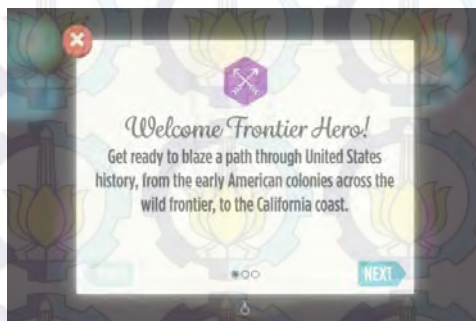 Welcome Frontier Hero!
Get ready to blaze a path through United States
history, from the early American colonies across the
wild frontier, to the California coast.
NEXT